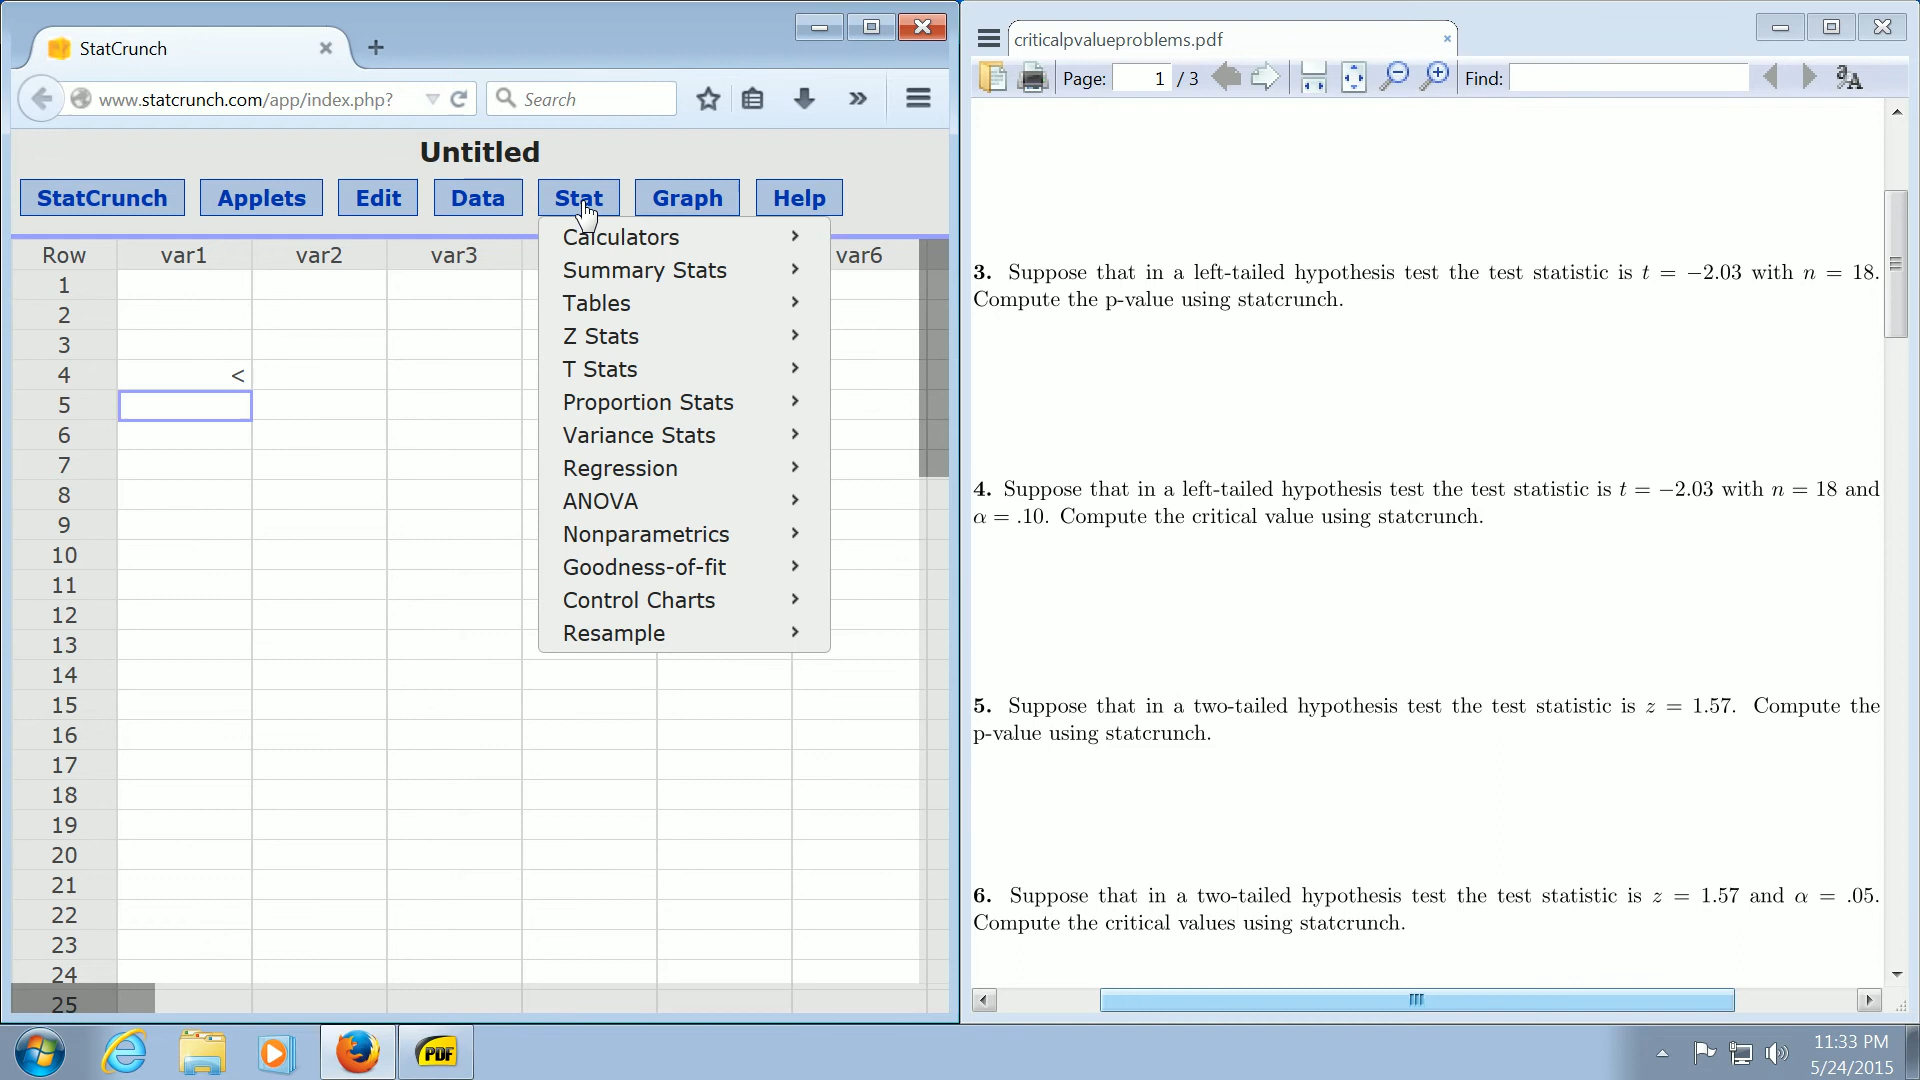 StatCrunch
www.statcrunch.com/app/index.php?
Search
Untitled
StatCrunch Applets Edit Data Stat Graph Help
Row var1 var2 var3 var6
1
2
3
4 <
5
6
7
8
9
10
11
12
13
14
15
16
17
18
19
20
21
22
23
24
25
Calculators
Summary Stats
Tables
Z Stats
T Stats
Proportion Stats
Variance Stats
Regression
ANOVA
Nonparametrics
Goodness-of-fit
Control Charts
Resample
criticalpvalueproblems.pdf
Page: 1 / 3 Find:
3. Suppose that in a left-tailed hypothesis test the test statistic is t = −2.03 with n = 18.
Compute the p-value using statcrunch.
4. Suppose that in a left-tailed hypothesis test the test statistic is t = −2.03 with n = 18 and
α = .10. Compute the critical value using statcrunch.
5. Suppose that in a two-tailed hypothesis test the test statistic is z = 1.57. Compute the
p-value using statcrunch.
6. Suppose that in a two-tailed hypothesis test the test statistic is z = 1.57 and α = .05.
Compute the critical values using statcrunch.
PDF
11:33 PM
5/24/2015